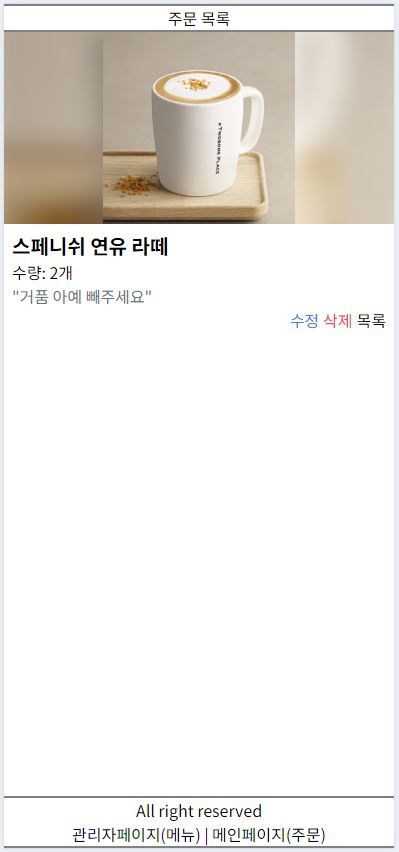 주문 목록
A TWOSOME PLACE
스페니쉬 연유 라떼
수량: 2개
"거품 아예 빼주세요"
수정 삭제 목록
All right reserved
관리자페이지(메뉴) | 메인페이지(주문)